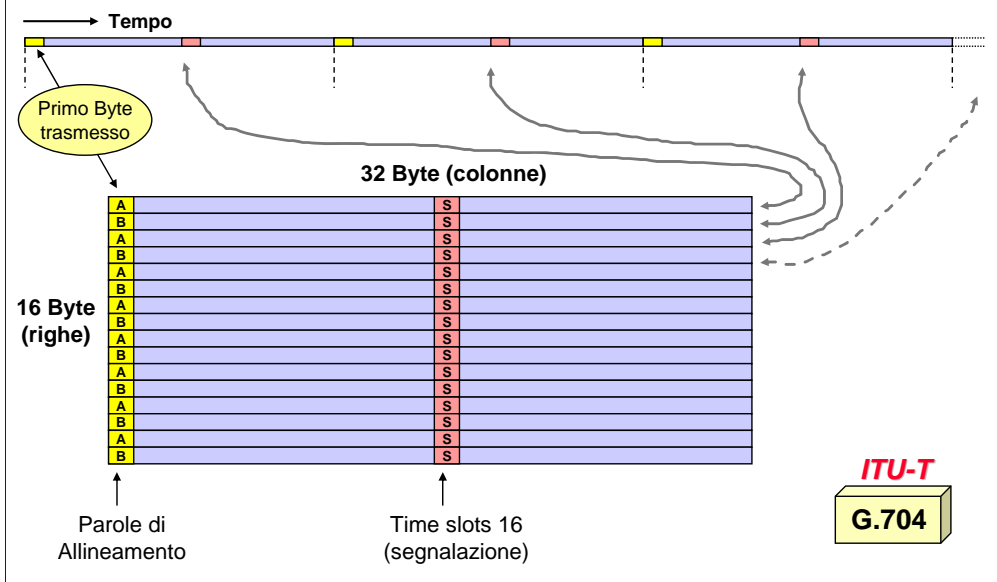 Tempo
Primo Byte
trasmesso
32 Byte (colonne)
A S
B S
A S
B S
A S
B S
A S
B S
A S
B S
A S
B S
A S
B S
A S
B S
16 Byte
(righe)
Parole di
Allineamento
Time slots 16
(segnalazione)
ITU-T
G.704